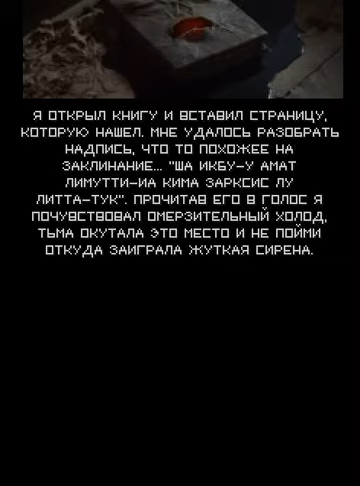 Я ОТКРЫЛ КНИГУ И ВСТАВИЛ СТРАНИЦУ,
КОТОРУЮ НАШЕЛ. МНЕ УДАЛОСЬ РАЗОБРАТЬ
НАДПИСЬ, ЧТО ТО ПОХОЖЕЕ НА
ЗАКЛИНАНИЕ... "ША ИКБУ-У АМАТ
ЛИМУТТИ-ИА КИМА ЗАРКСИС ЛУ
ЛИТТА-ТУК". ПРОЧИТАВ ЕГО В ГОЛОС Я
ПОЧУВСТВОВАЛ ОМЕРЗИТЕЛЬНЫЙ ХОЛОД,
ТЬМА ОКУТАЛА ЭТО МЕСТО И НЕ ПОЙМИ
ОТКУДА ЗАИГРАЛА ЖУТКАЯ СИРЕНА.